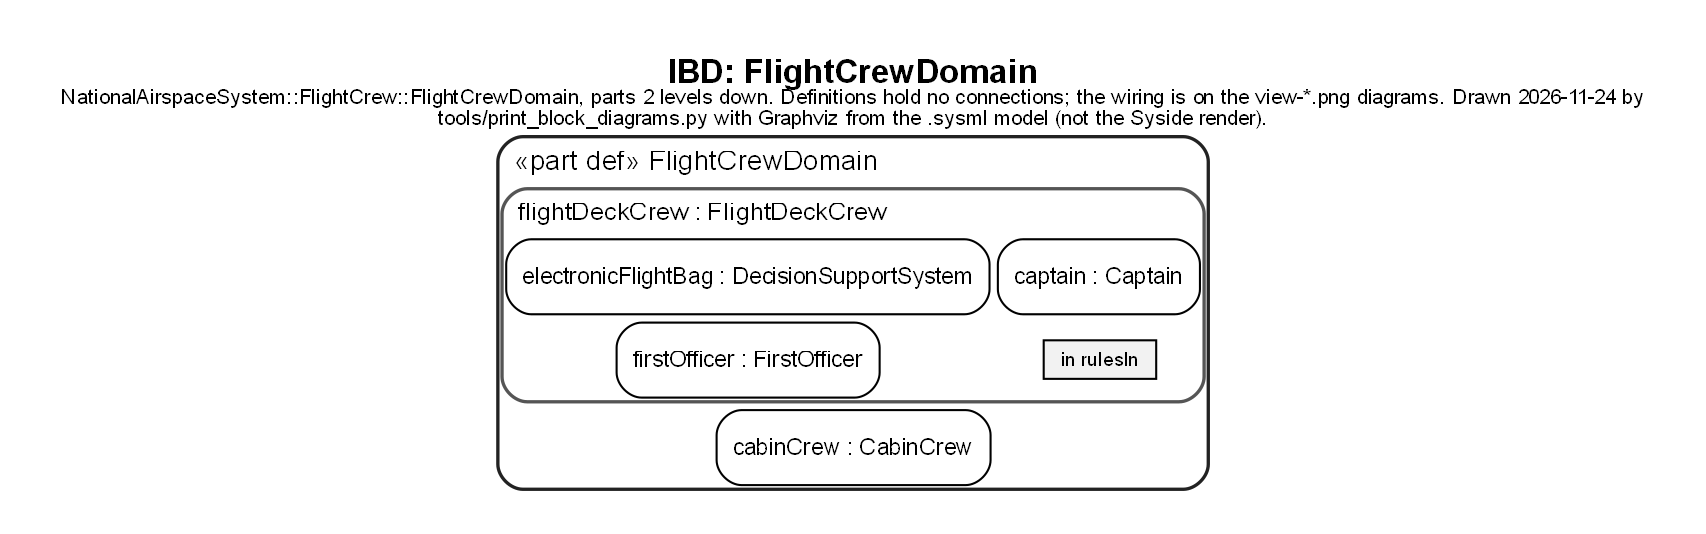 IBD: FlightCrewDomain
NationalAirspaceSystem::FlightCrew::FlightCrewDomain, parts 2 levels down. Definitions hold no connections; the wiring is on the view-*.png diagrams. Drawn 2026-11-24 by
tools/print_block_diagrams.py with Graphviz from the .sysml model (not the Syside render).
«part def» FlightCrewDomain
flightDeckCrew : FlightDeckCrew
electronicFlightBag : DecisionSupportSystem
captain : Captain
firstOfficer : FirstOfficer
in rulesIn
cabinCrew : CabinCrew